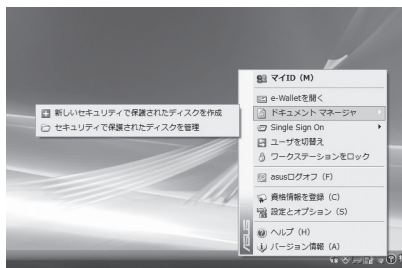 マイID (M)
e-Walletを開く
ドキュメント マネージャ
新しいセキュリティで保護されたディスクを作成
セキュリティで保護されたディスクを管理
Single Sign On
ユーザを切替え
ワークステーションをロック
asusログオフ (F)
資格情報を登録 (C)
設定とオプション (S)
ヘルプ (H)
バージョン情報 (A)
ASUS